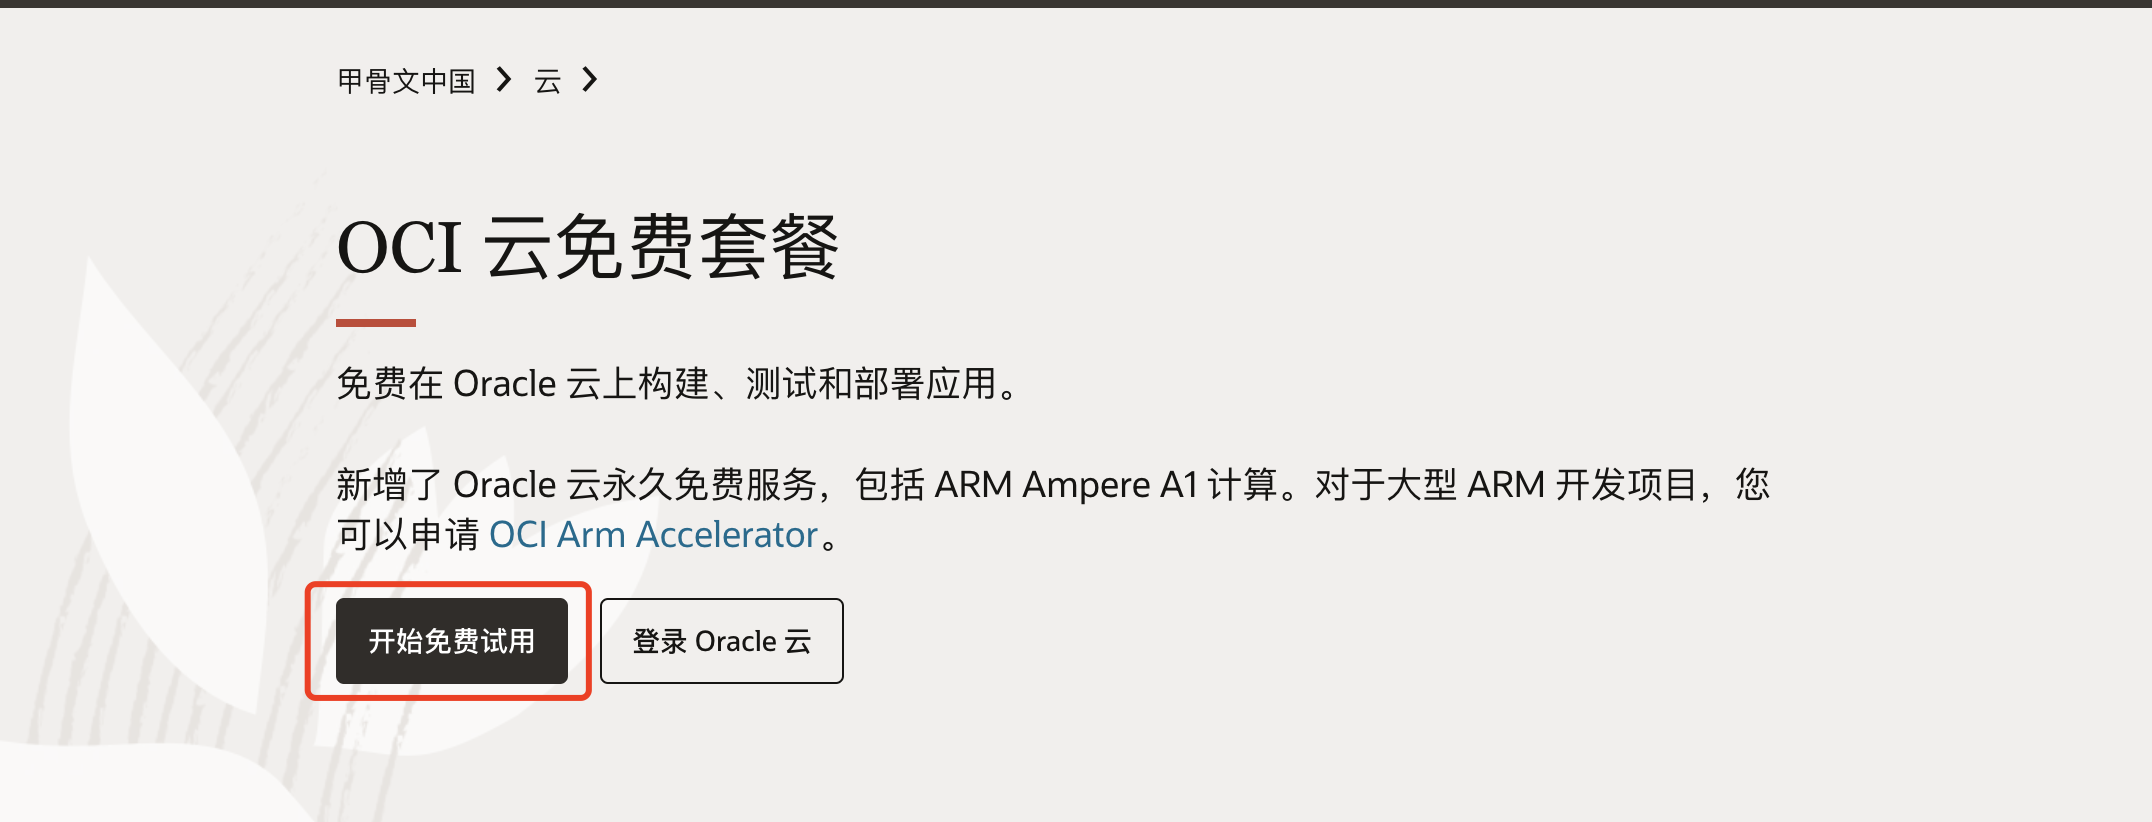 甲骨文中国 > 云 >
OCI 云免费套餐
免费在 Oracle 云上构建、测试和部署应用。
新增了 Oracle 云永久免费服务，包括 ARM Ampere A1 计算。对于大型 ARM 开发项目，您
可以申请 OCI Arm Accelerator。
开始免费试用 登录 Oracle 云